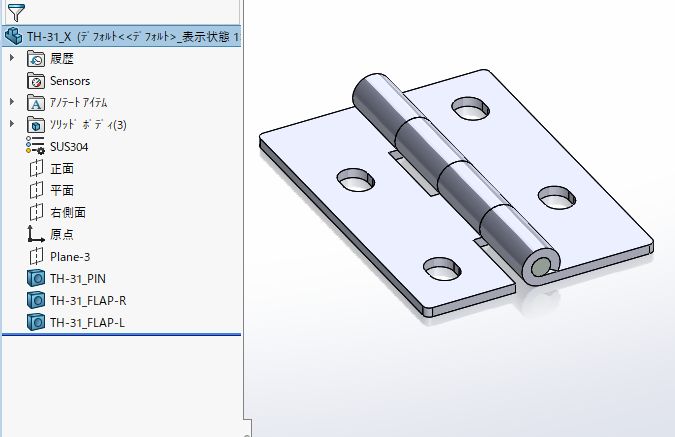 TH-31_X (ﾃﾞﾌｫﾙﾄ<<ﾃﾞﾌｫﾙﾄ>_表示状態 1
履歴
Sensors
ｱﾉﾃｰﾄ ｱｲﾃﾑ
ｿﾘｯﾄﾞ ﾎﾞﾃﾞｨ(3)
SUS304
正面
平面
右側面
原点
Plane-3
TH-31_PIN
TH-31_FLAP-R
TH-31_FLAP-L